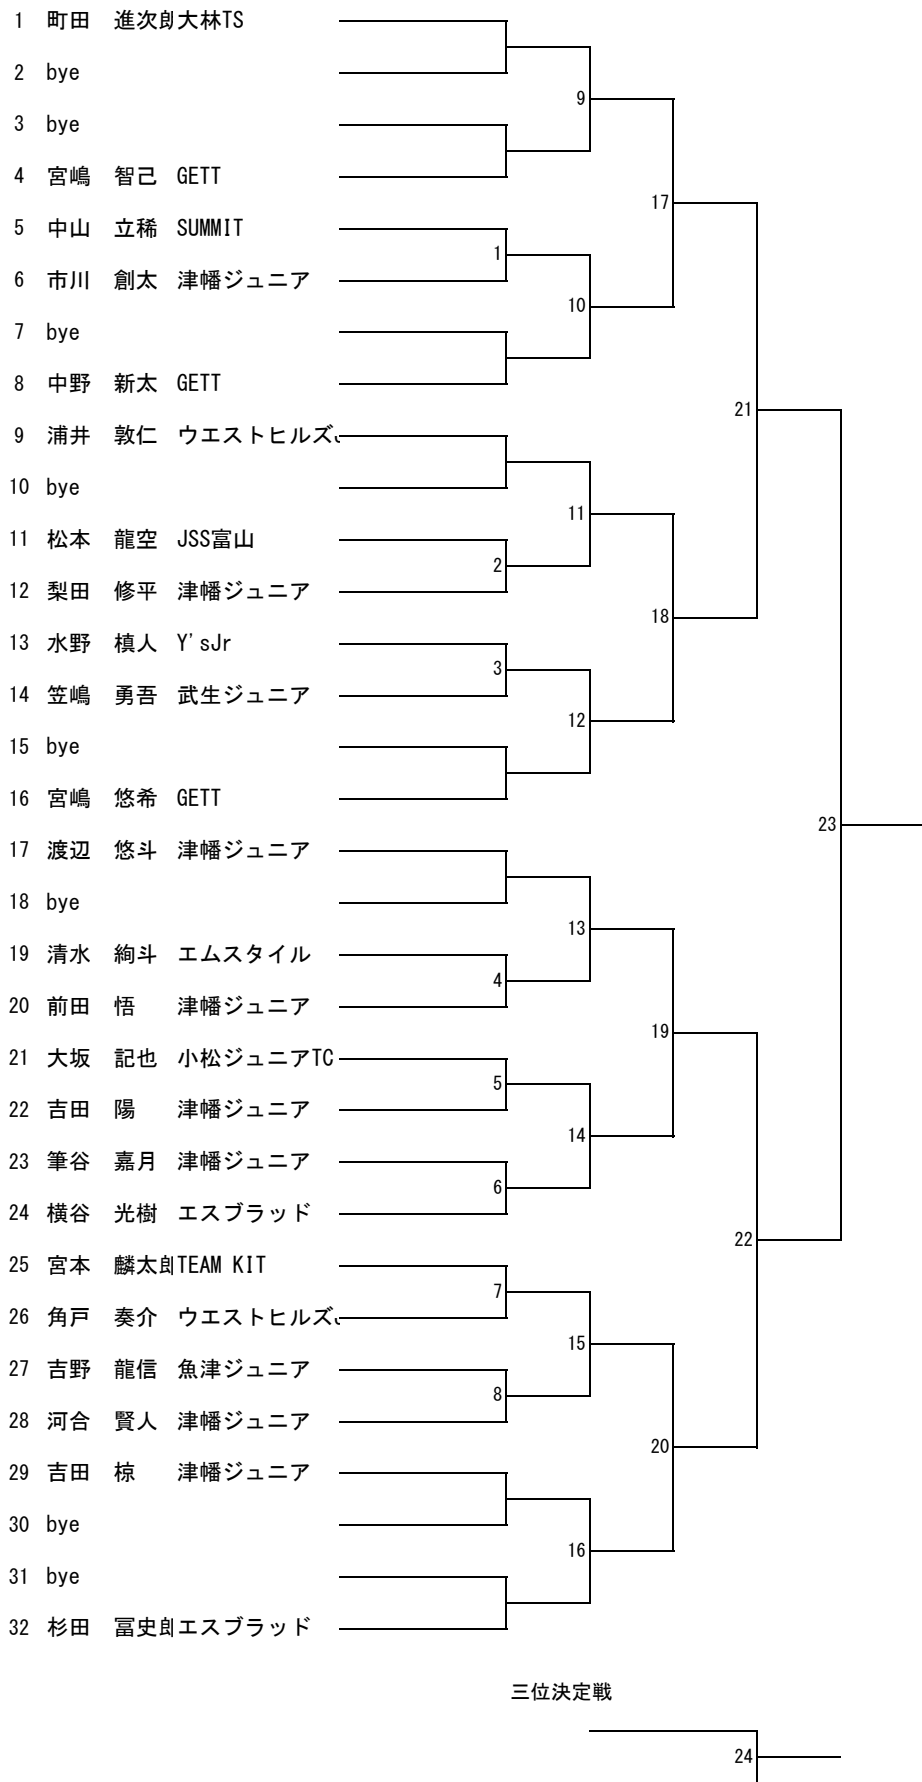 1 町田 進次郎大林TS
2 bye
9
3 bye
4 宮嶋 智己 GETT
17
5 中山 立稀 SUMMIT
1
6 市川 創太 津幡ジュニア
10
7 bye
8 中野 新太 GETT
21
9 浦井 敦仁 ウエストヒルズ
10 bye
11
11 松本 龍空 JSS富山
2
12 梨田 修平 津幡ジュニア
18
13 水野 槙人 Y'sJr
3
14 笠嶋 勇吾 武生ジュニア
12
15 bye
16 宮嶋 悠希 GETT
23
17 渡辺 悠斗 津幡ジュニア
18 bye
13
19 清水 絢斗 エムスタイル
4
20 前田 悟 津幡ジュニア
19
21 大坂 記也 小松ジュニアTC
5
22 吉田 陽 津幡ジュニア
14
23 筆谷 嘉月 津幡ジュニア
6
24 横谷 光樹 エスブラッド
22
25 宮本 麟太郎TEAM KIT
7
26 角戸 奏介 ウエストヒルズ
15
27 吉野 龍信 魚津ジュニア
8
28 河合 賢人 津幡ジュニア
20
29 吉田 椋 津幡ジュニア
30 bye
16
31 bye
32 杉田 冨史郎エスブラッド
三位決定戦
24